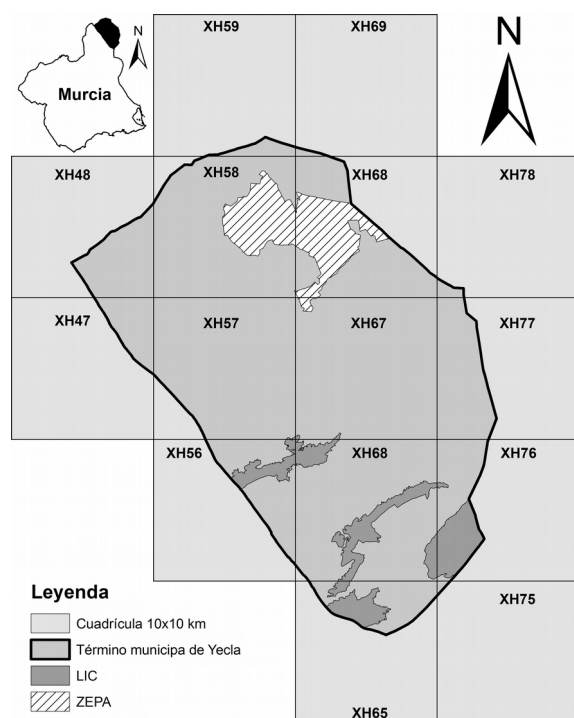 XH59
XH69
N
N
Murcia
XH48
XH58
XH68
XH78
XH47
XH57
XH67
XH77
XH56
XH68
XH76
Leyenda
Cuadrícula 10x10 km
Término municipa de Yecla
LIC
ZEPA
XH75
XH65